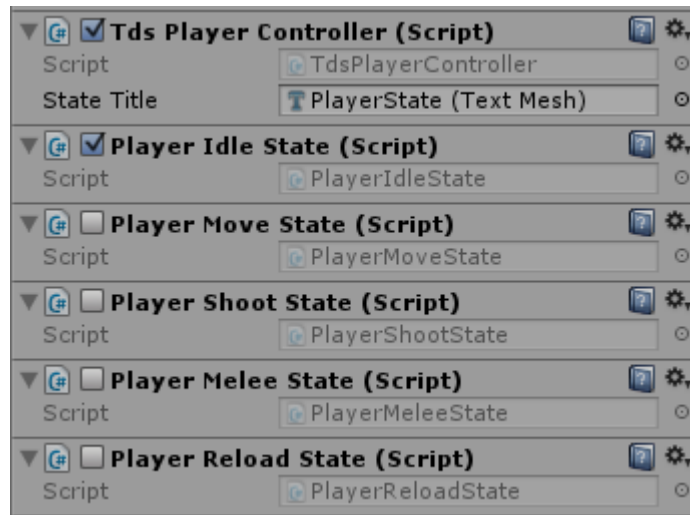 Tds Player Controller (Script)
Script TdsPlayerController
State Title PlayerState (Text Mesh)
Player Idle State (Script)
Script PlayerIdleState
Player Move State (Script)
Script PlayerMoveState
Player Shoot State (Script)
Script PlayerShootState
Player Melee State (Script)
Script PlayerMeleeState
Player Reload State (Script)
Script PlayerReloadState